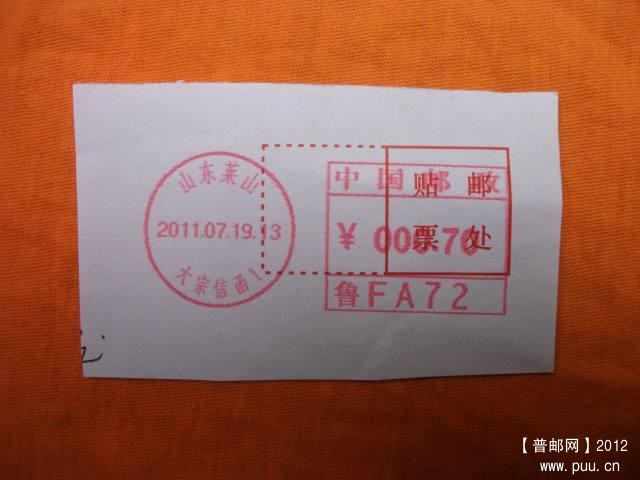 山东莱山
2011.07.19.13
大宗信函1
中国邮政
贴 邮
票 处
鲁FA72
【普邮网】2012
www.puu.cn